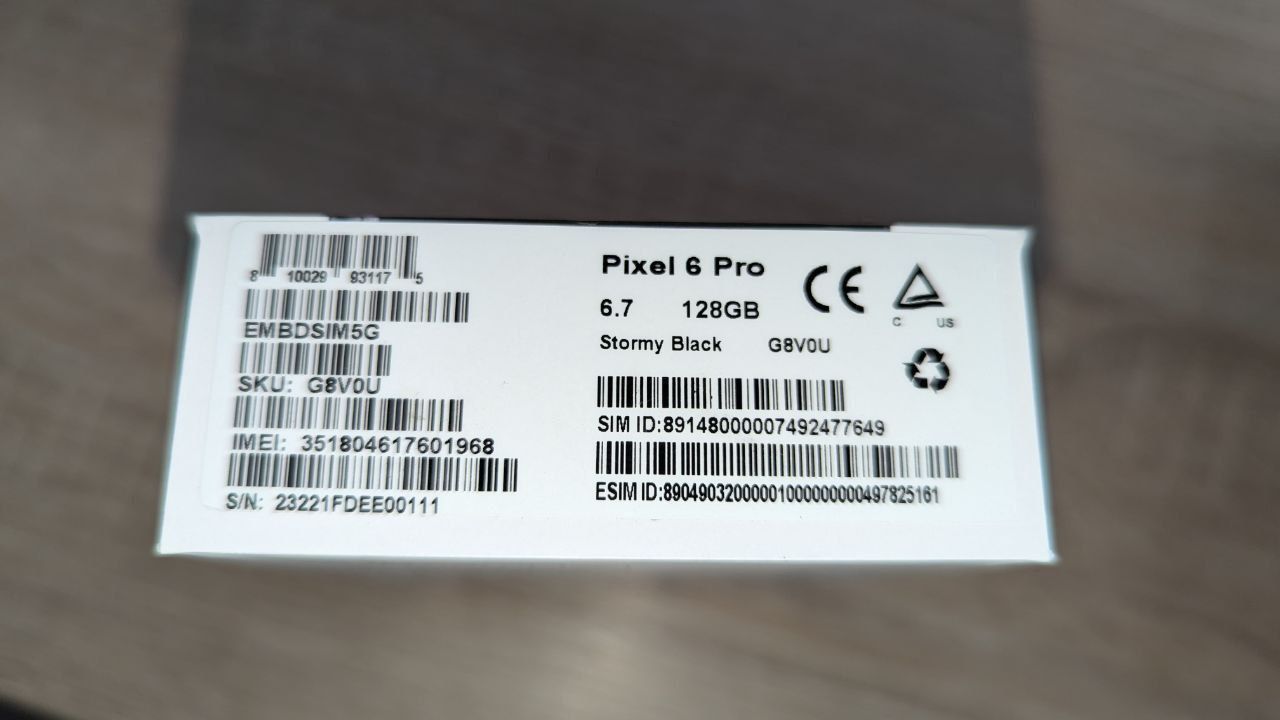 8 10029 93117 5
EMBDSIM5G
SKU: G8V0U
IMEI: 351804617601968
S/N: 23221FDEE00111
Pixel 6 Pro
6.7 128GB
Stormy Black G8V0U
CE
C US
SIM ID:89148000007492477649
ESIM ID:89049032000001000000000497825161